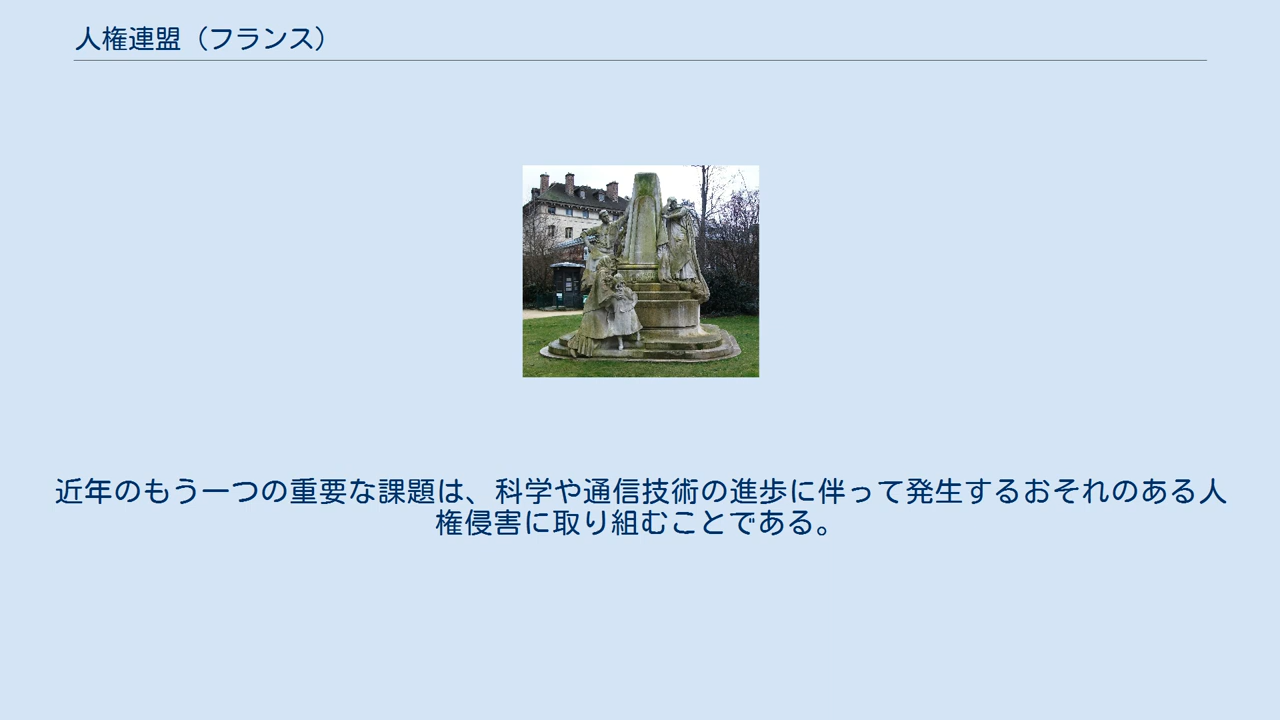 人権連盟（フランス）
近年のもう一つの重要な課題は、科学や通信技術の進歩に伴って発生するおそれのある人
権侵害に取り組むことである。